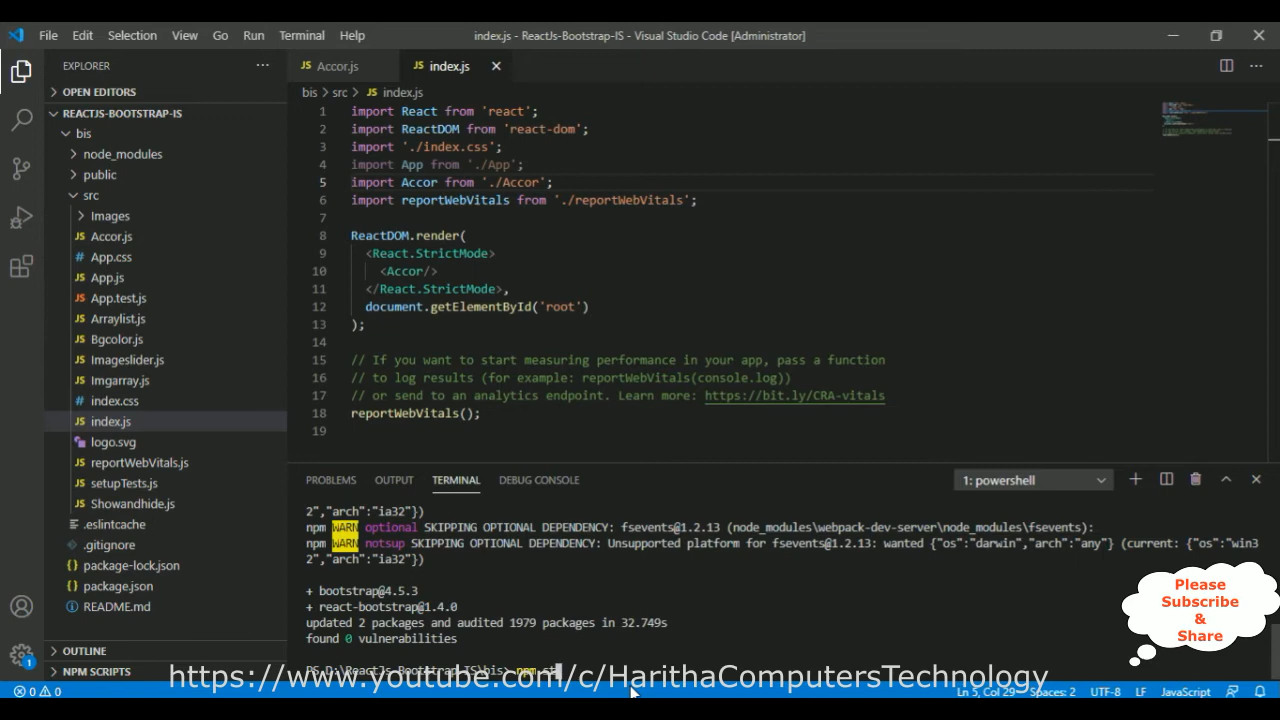 File Edit Selection View Go Run Terminal Help
index.js - ReactJs-Bootstrap-IS - Visual Studio Code [Administrator]
EXPLORER
OPEN EDITORS
REACTJS-BOOTSTRAP-IS
bis
node_modules
public
src
Images
Accor.js
App.css
App.js
App.test.js
Arraylist.js
Bgcolor.js
Imageslider.js
Imgarray.js
index.css
index.js
logo.svg
reportWebVitals.js
setupTests.js
Showandhide.js
.eslintcache
.gitignore
package-lock.json
package.json
README.md
OUTLINE
NPM SCRIPTS
Accor.js
index.js
bis > src > JS index.js
1 import React from 'react';
2 import ReactDOM from 'react-dom';
3 import './index.css';
4 import App from './App';
5 import Accor from './Accor';
6 import reportWebVitals from './reportWebVitals';
7
8 ReactDOM.render(
9 <React.StrictMode>
10 <Accor/>
11 </React.StrictMode>,
12 document.getElementById('root')
13 );
14
15 // If you want to start measuring performance in your app, pass a function
16 // to log results (for example: reportWebVitals(console.log))
17 // or send to an analytics endpoint. Learn more: https://bit.ly/CRA-vitals
18 reportWebVitals();
19
PROBLEMS OUTPUT TERMINAL DEBUG CONSOLE
1: powershell
2","arch":"ia32"})
npm WARN optional SKIPPING OPTIONAL DEPENDENCY: fsevents@1.2.13 (node_modules\webpack-dev-server\node_modules\fsevents):
npm WARN notsup SKIPPING OPTIONAL DEPENDENCY: Unsupported platform for fsevents@1.2.13: wanted {"os":"darwin","arch":"any"} (current: {"os":"win3
2","arch":"ia32"})
+ bootstrap@4.5.3
+ react-bootstrap@1.4.0
updated 2 packages and audited 1979 packages in 32.749s
found 0 vulnerabilities
PS D:\ReactJs-Bootstrap-IS\bis> npm st
Please
Subscribe
&
Share
https://www.youtube.com/c/HarithaComputersTechnology
0 0
Ln 5, Col 29 Spaces: 2 UTF-8 LF JavaScript
1